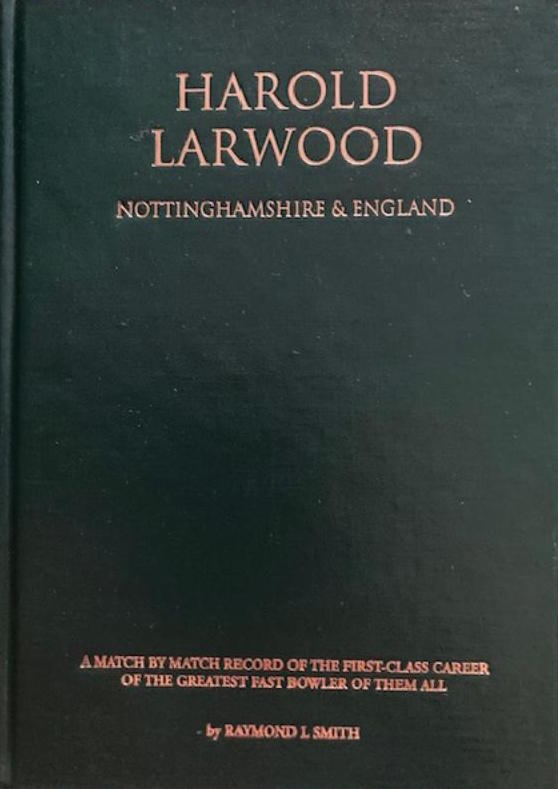 HAROLD
LARWOOD
NOTTINGHAMSHIRE & ENGLAND
A MATCH BY MATCH RECORD OF THE FIRST-CLASS CAREER
OF THE GREATEST FAST BOWLER OF THEM ALL
- by RAYMOND L SMITH